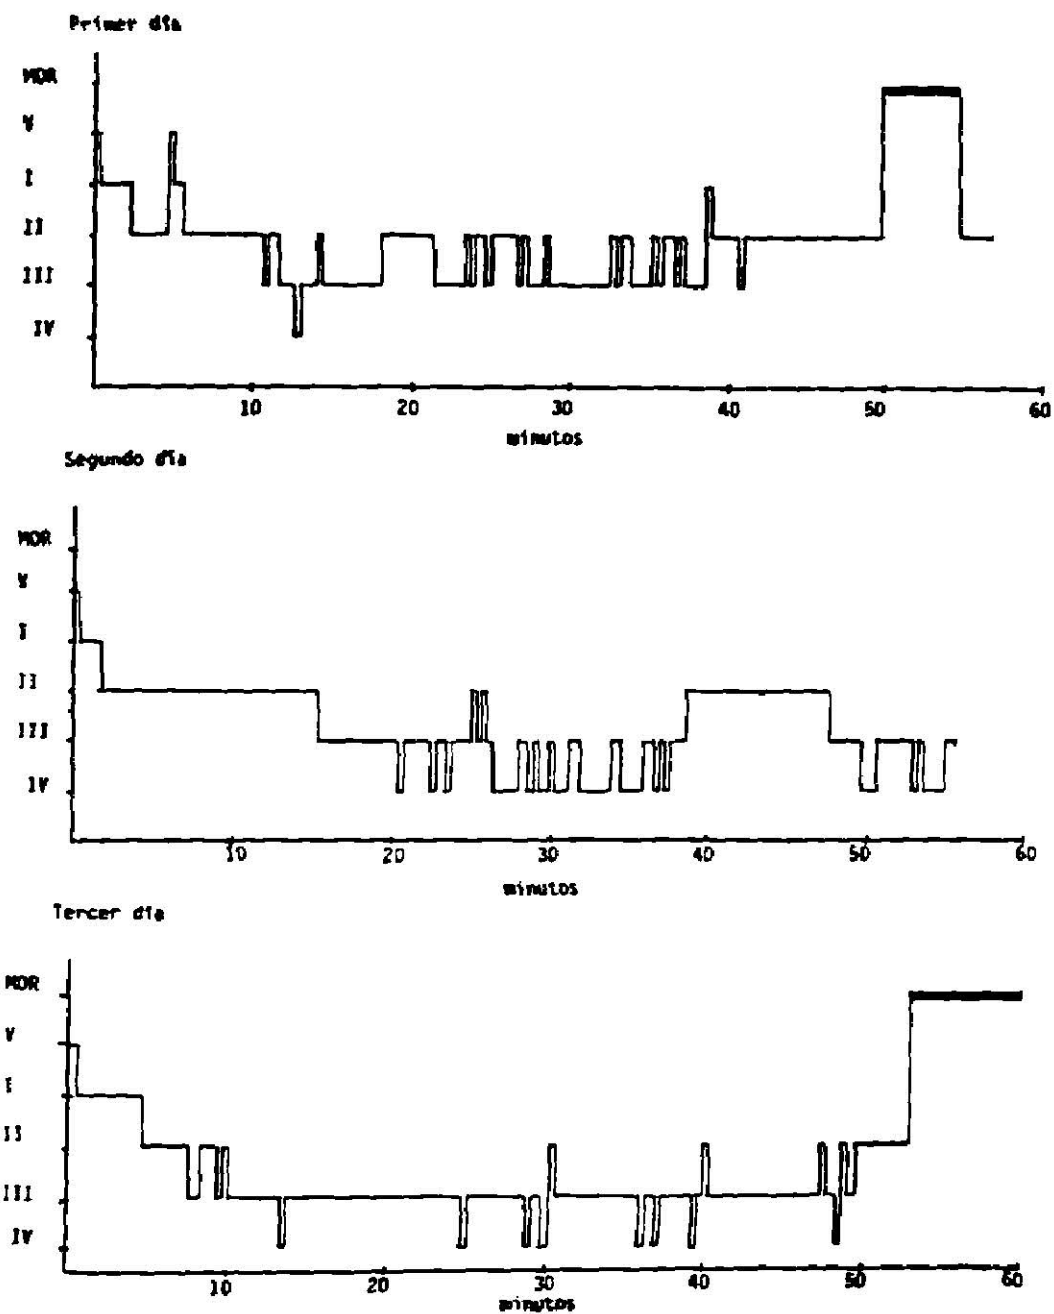 Primer día
MOR
V
I
II
III
IV
10 20 30 40 50 60
minutos
Segundo día
MOR
V
I
II
III
IV
10 20 30 40 50 60
minutos
Tercer día
MOR
V
I
II
III
IV
10 20 30 40 50 60
minutos